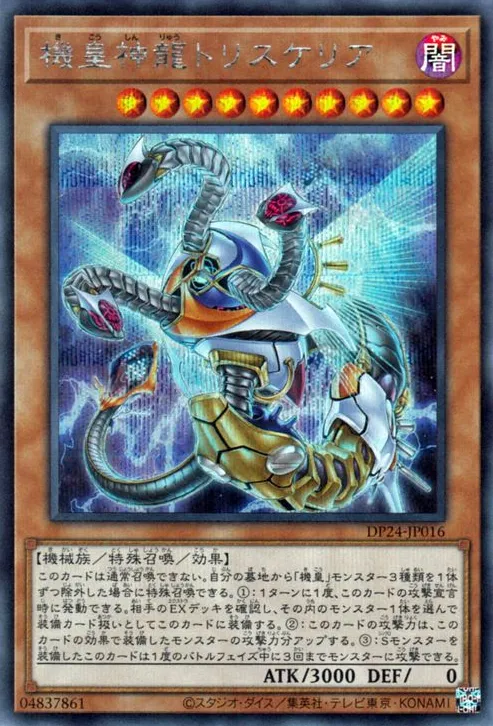 機皇神龍トリスケリア
闇
DP24-JP016
【機械族/特殊召喚/効果】
このカードは通常召喚できない。自分の墓地から「機皇」モンスター3種類を1体
ずつ除外した場合に特殊召喚できる。①:1ターンに1度、このカードの攻撃宣言
時に発動できる。相手のEXデッキを確認し、その内のモンスター1体を選んで
装備カード扱いとしてこのカードに装備する。②:このカードの攻撃力は、この
カードの効果で装備したモンスターの攻撃力分アップする。③:Sモンスターを
装備したこのカードは1度のバトルフェイズ中に3回までモンスターに攻撃できる。
ATK/3000 DEF/ 0
04837861
©スタジオ・ダイス/集英社・テレビ東京・KONAMI